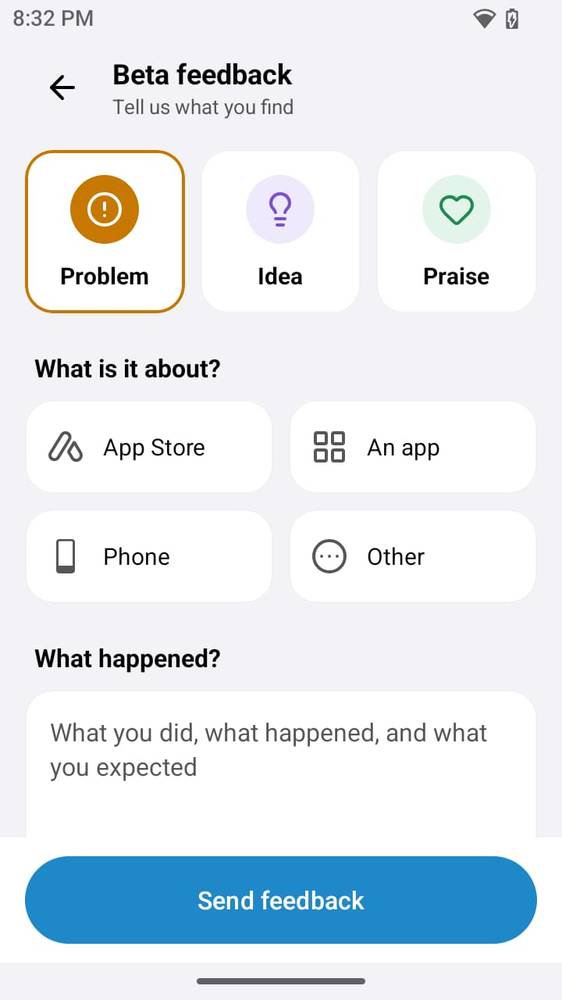 8:32 PM
Beta feedback
Tell us what you find
Problem
Idea
Praise
What is it about?
App Store
An app
Phone
Other
What happened?
What you did, what happened, and what
you expected
Send feedback